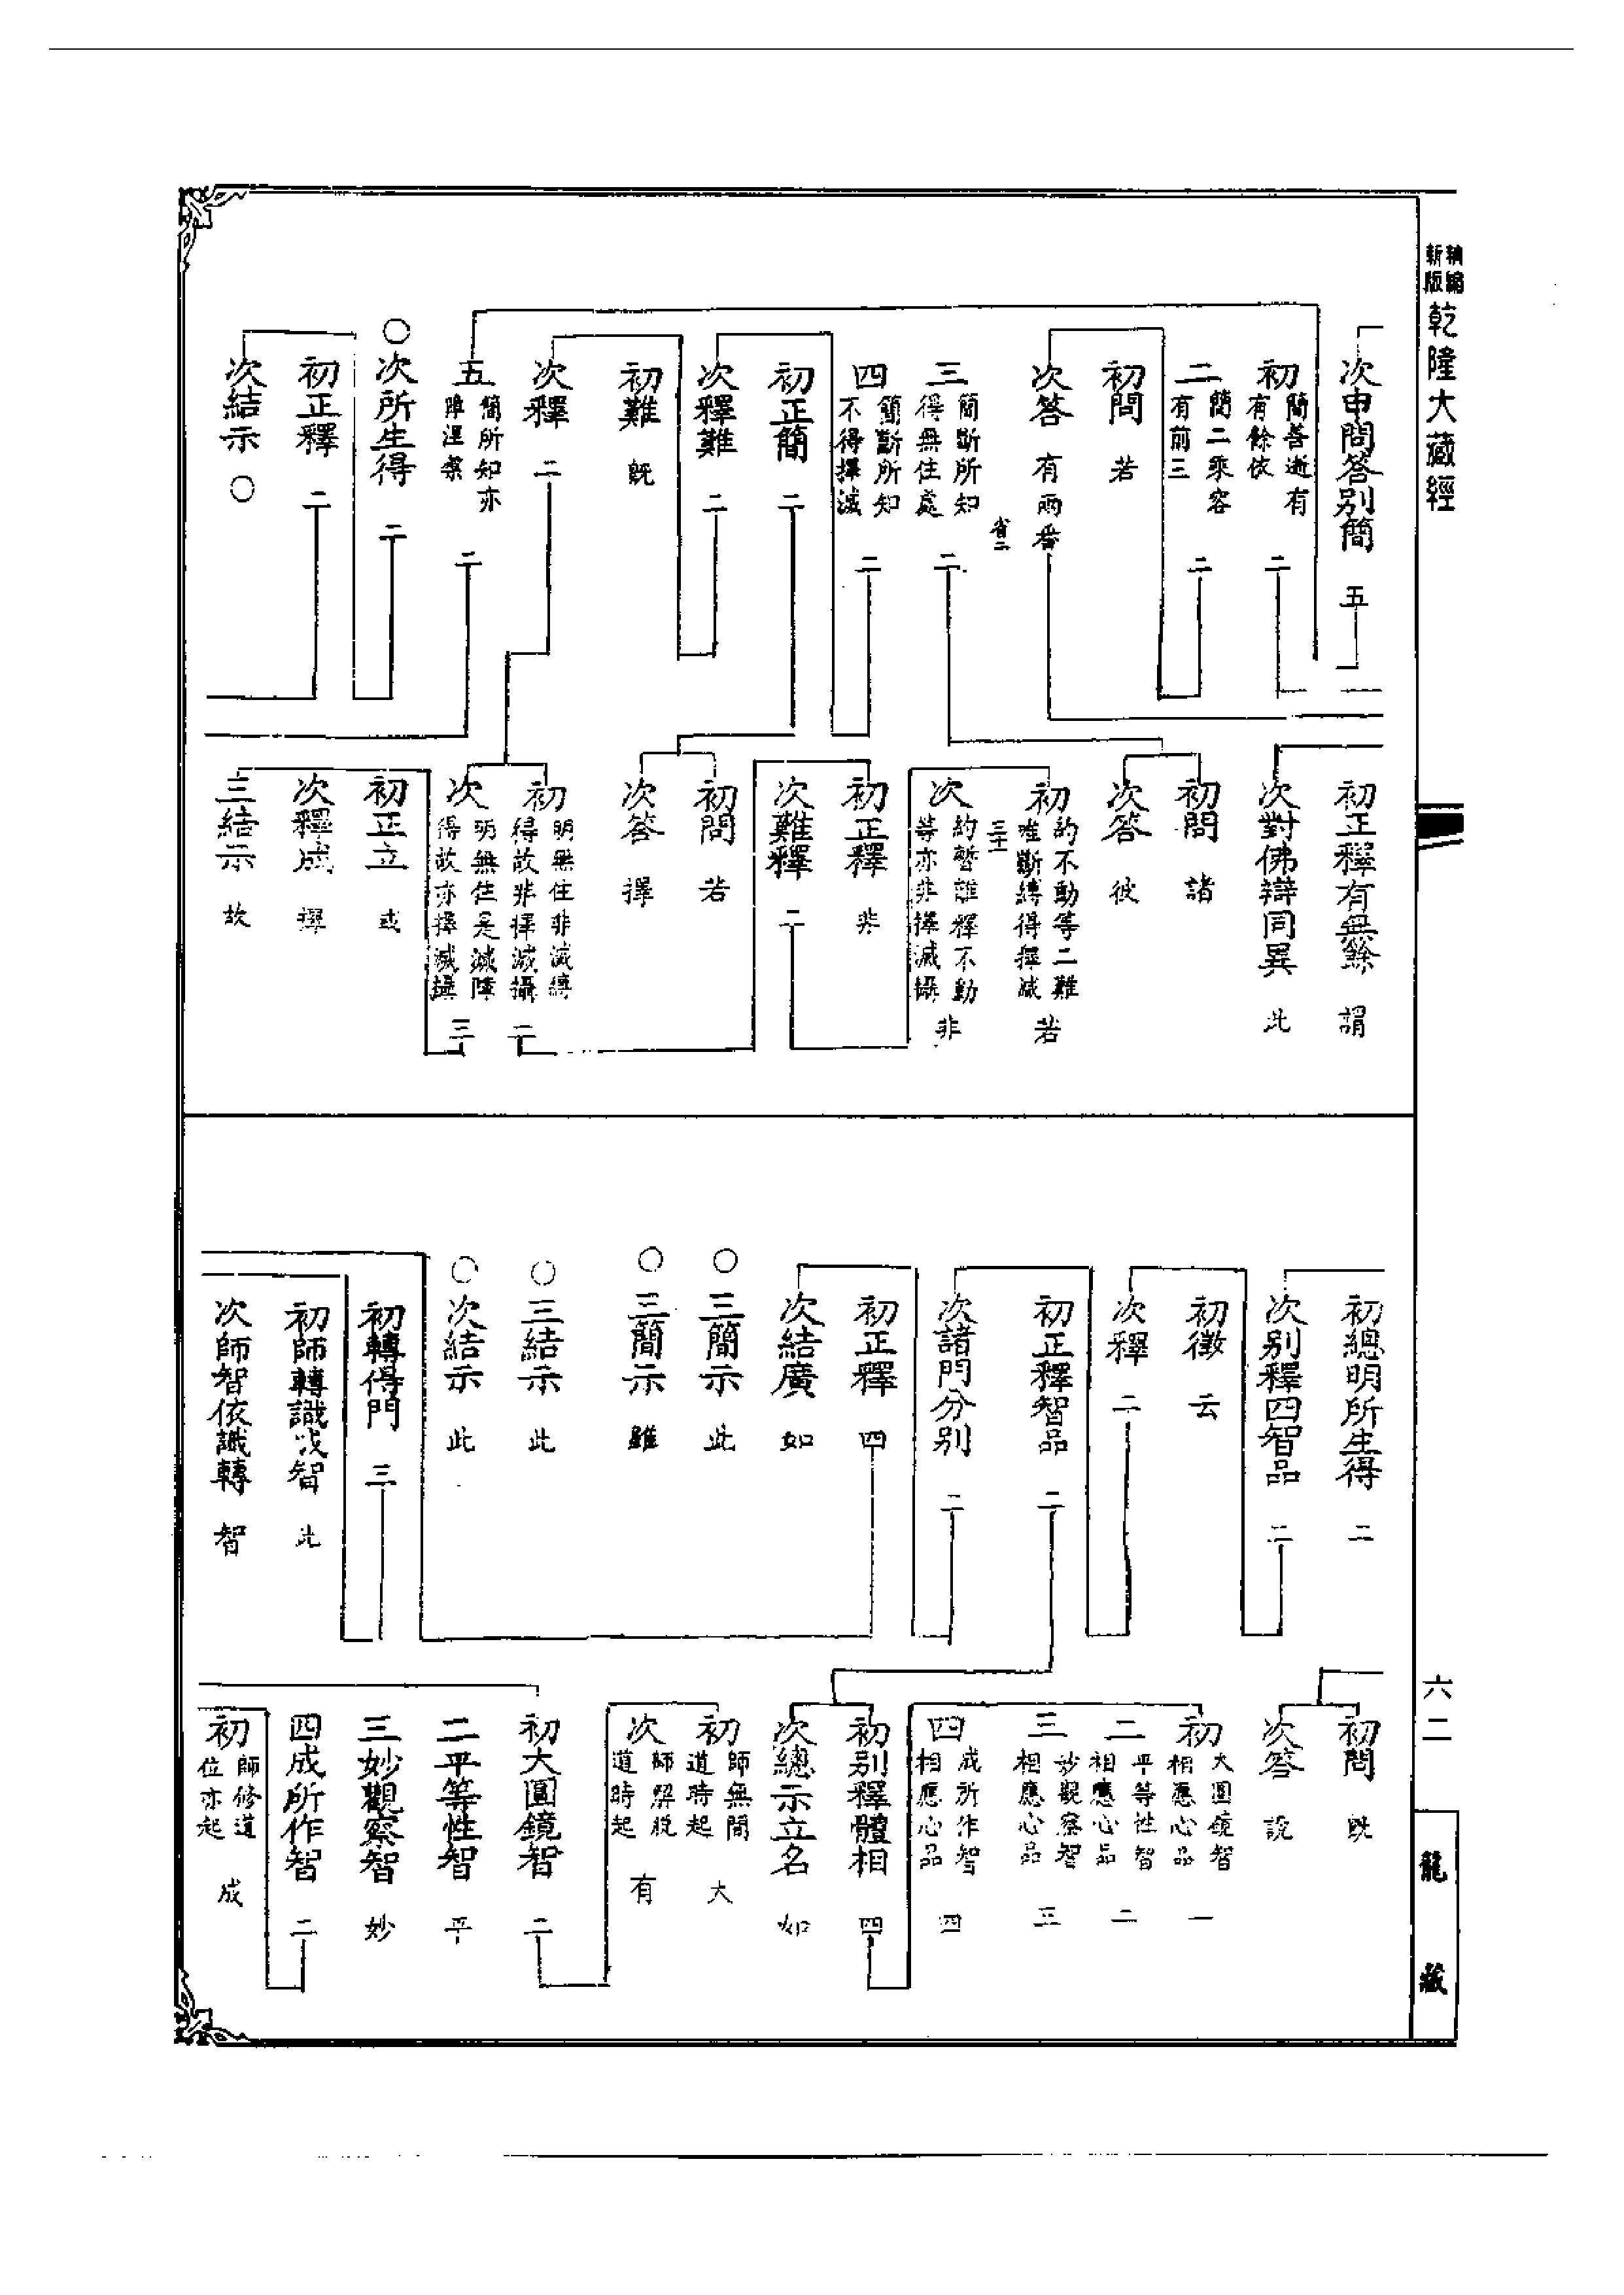 精縮
新版
乾隆大藏經
次申問答別簡 五
初
簡善逝有
有餘依
二
二
簡二乘容
有前三
二
初問 若
次答 有兩番
省二
三
簡斷所知
得無住處
二
四
簡斷所知
不得擇滅
二
初正簡 二
次釋難 二
初難 既
次釋 二
五
簡所知亦
障涅槃
二
○次所生得 二
初正釋 二
次結示 ○
初正釋有無餘 謂
次對佛辯同異 此
初問 諸
次答 彼
初
約不動等二難
唯斷縛得擇滅
若
三十一
次
約暫離釋不動
等亦非擇滅攝
非
初正釋 非
次難釋 二
初問 若
次答 擇
初
明無住非滅縛
得故非擇滅攝
二
次
明無住是滅障
得故亦擇滅攝
三
初正立 或
次釋成 擇
三結示 故
初總明所生得 二
次別釋四智品 二
初徵 云
次釋 二
初正釋智品 二
次諸門分別 二
初正釋 四
次結廣 如
○三簡示 此
○三簡示 雖
○三結示 此
○次結示 此
初轉得門 三
初師轉識成智 此
次師智依識轉 智
初問 既
次答 說
初
大圓鏡智
相應心品
一
二
平等性智
相應心品
二
三
妙觀察智
相應心品
三
四
成所作智
相應心品
四
初別釋體相 四
次總示立名 如
初
師無間
道時起
大
次
師解脫
道時起
有
初大圓鏡智 二
二平等性智 平
三妙觀察智 妙
四成所作智 二
初
師修道
位亦起
成
六二
龍藏